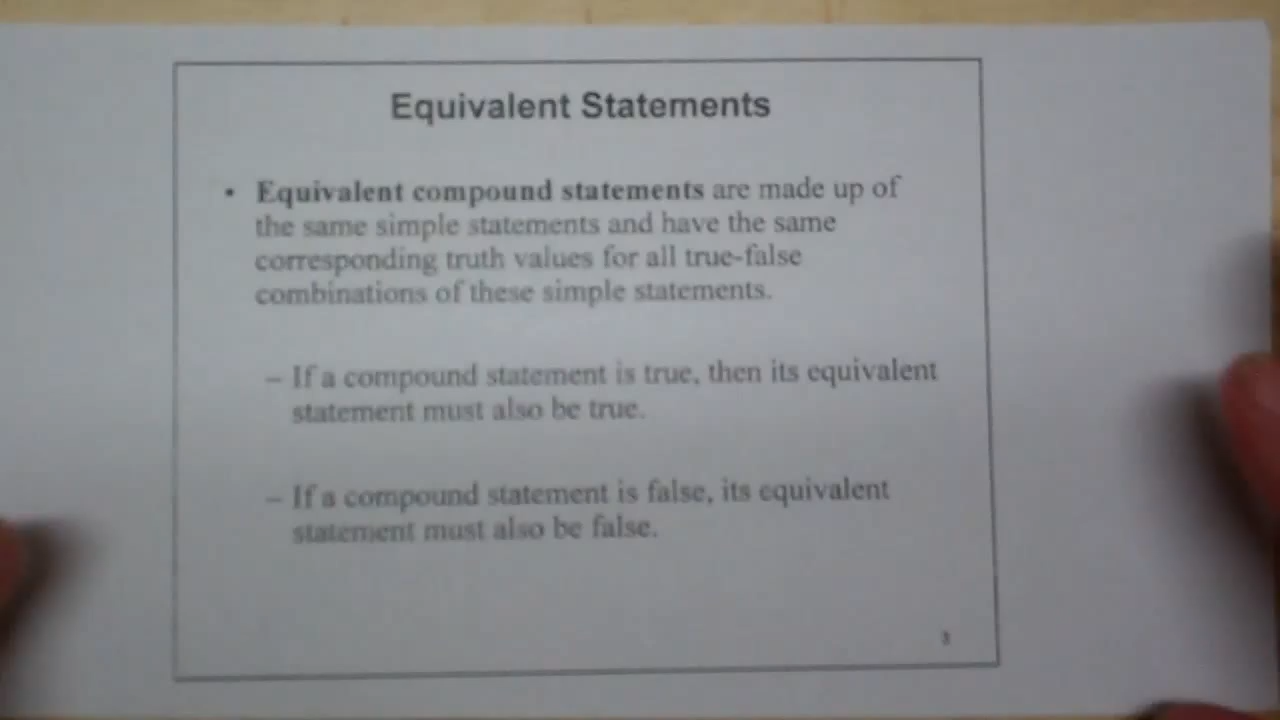 Equivalent Statements
• Equivalent compound statements are made up of
the same simple statements and have the same
corresponding truth values for all true-false
combinations of these simple statements.
– If a compound statement is true, then its equivalent
statement must also be true.
– If a compound statement is false, its equivalent
statement must also be false.
3